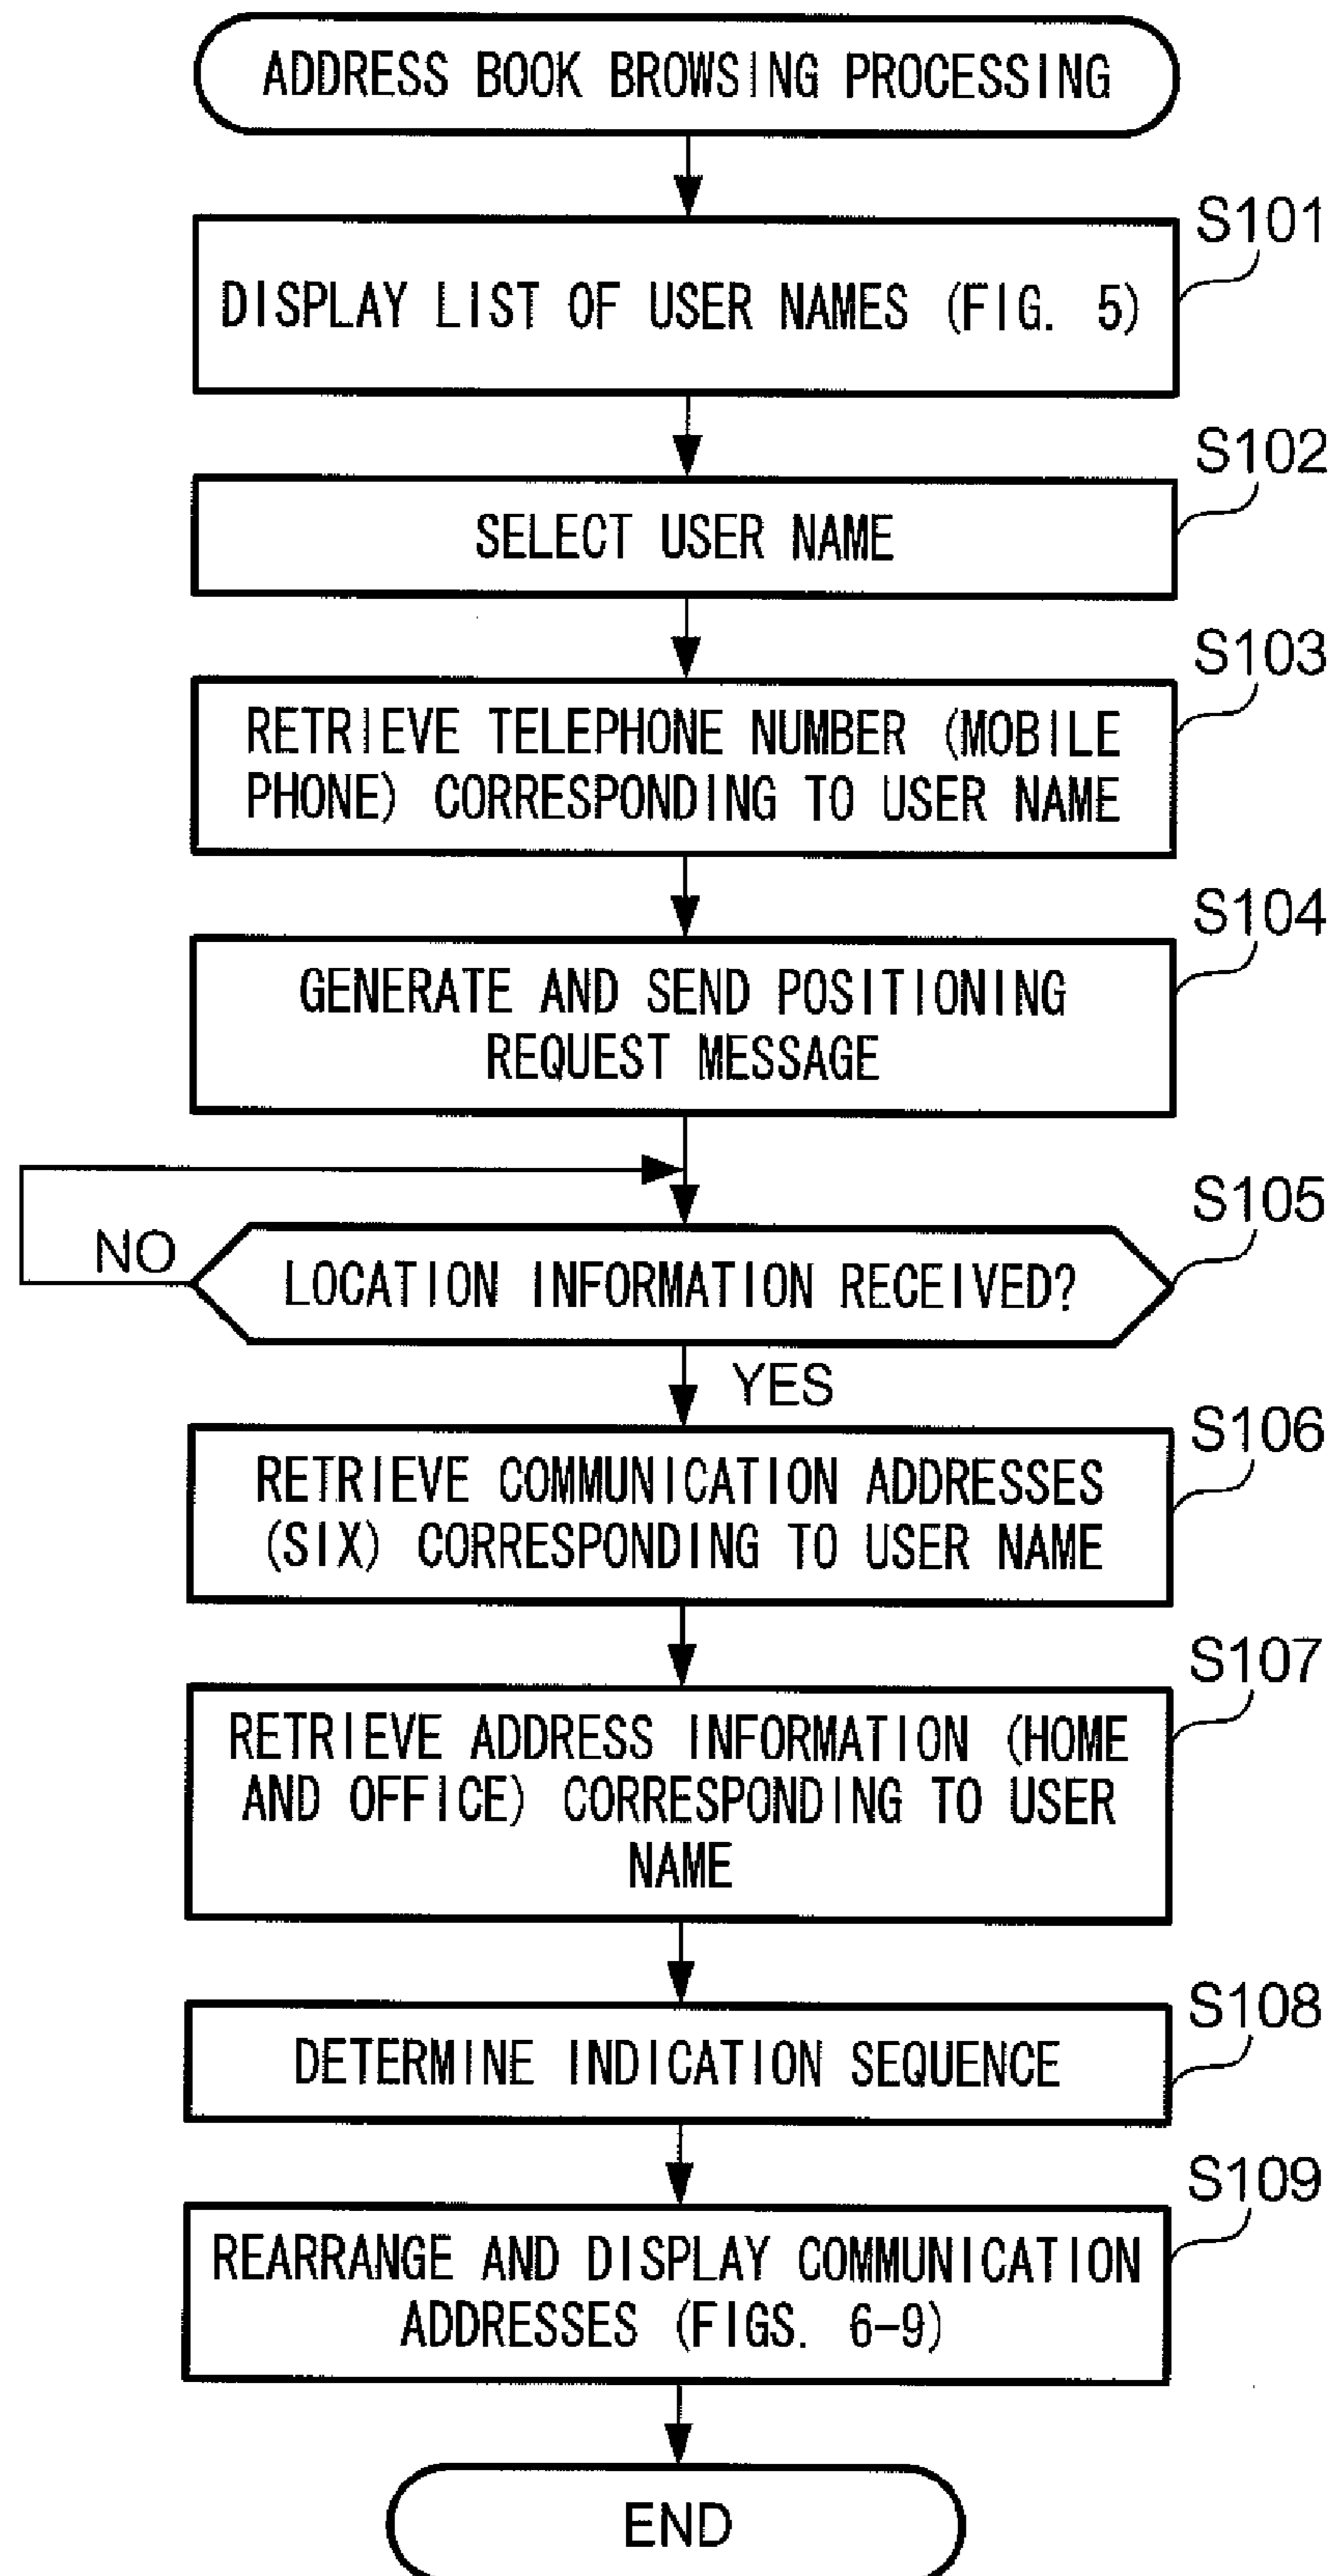 ADDRESS BOOK BROWSING PROCESSING
S101
DISPLAY LIST OF USER NAMES (FIG. 5)
S102
SELECT USER NAME
S103
RETRIEVE TELEPHONE NUMBER (MOBILE
PHONE) CORRESPONDING TO USER NAME
S104
GENERATE AND SEND POSITIONING
REQUEST MESSAGE
S105
NO
LOCATION INFORMATION RECEIVED?
YES
S106
RETRIEVE COMMUNICATION ADDRESSES
(SIX) CORRESPONDING TO USER NAME
S107
RETRIEVE ADDRESS INFORMATION (HOME
AND OFFICE) CORRESPONDING TO USER
NAME
S108
DETERMINE INDICATION SEQUENCE
S109
REARRANGE AND DISPLAY COMMUNICATION
ADDRESSES (FIGS. 6-9)
END